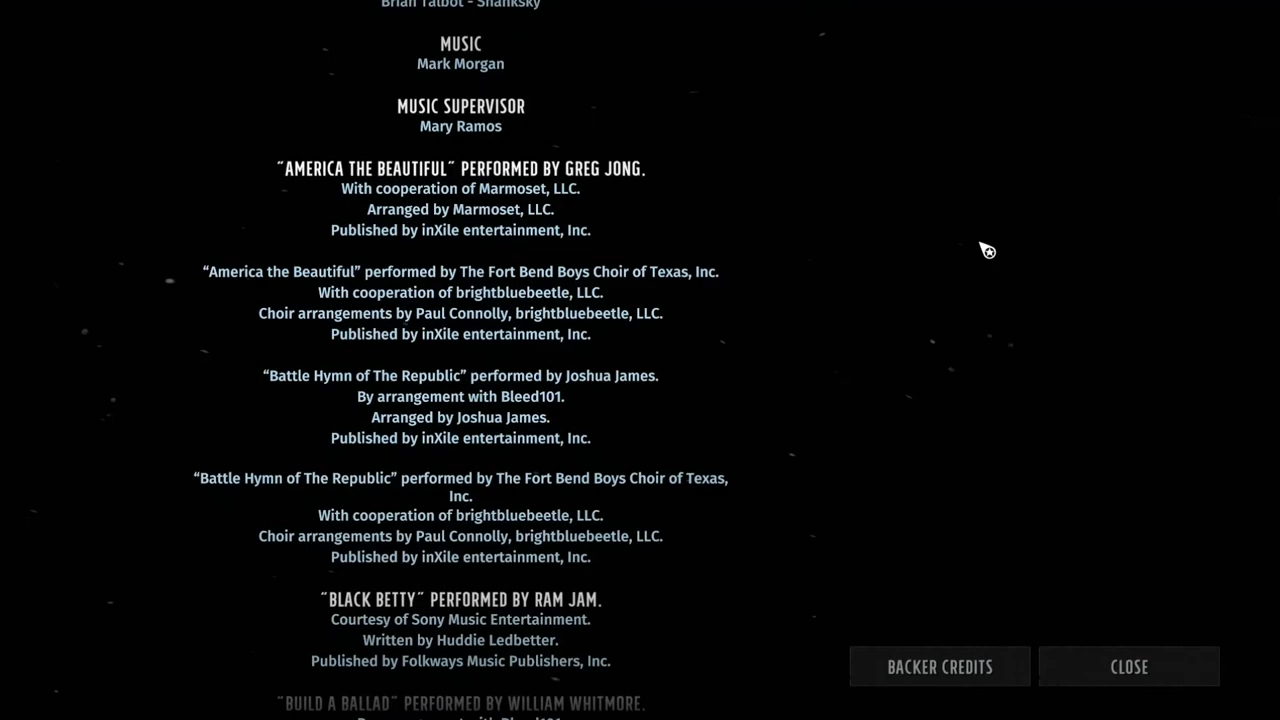 Brian Talbot - Shanksky
MUSIC
Mark Morgan
MUSIC SUPERVISOR
Mary Ramos
"AMERICA THE BEAUTIFUL" PERFORMED BY GREG JONG.
With cooperation of Marmoset, LLC.
Arranged by Marmoset, LLC.
Published by inXile entertainment, Inc.
“America the Beautiful” performed by The Fort Bend Boys Choir of Texas, Inc.
With cooperation of brightbluebeetle, LLC.
Choir arrangements by Paul Connolly, brightbluebeetle, LLC.
Published by inXile entertainment, Inc.
“Battle Hymn of The Republic” performed by Joshua James.
By arrangement with Bleed101.
Arranged by Joshua James.
Published by inXile entertainment, Inc.
“Battle Hymn of The Republic” performed by The Fort Bend Boys Choir of Texas,
Inc.
With cooperation of brightbluebeetle, LLC.
Choir arrangements by Paul Connolly, brightbluebeetle, LLC.
Published by inXile entertainment, Inc.
"BLACK BETTY" PERFORMED BY RAM JAM.
Courtesy of Sony Music Entertainment.
Written by Huddie Ledbetter.
Published by Folkways Music Publishers, Inc.
"BUILD A BALLAD" PERFORMED BY WILLIAM WHITMORE.
By arrangement with Bleed101.
BACKER CREDITS
CLOSE